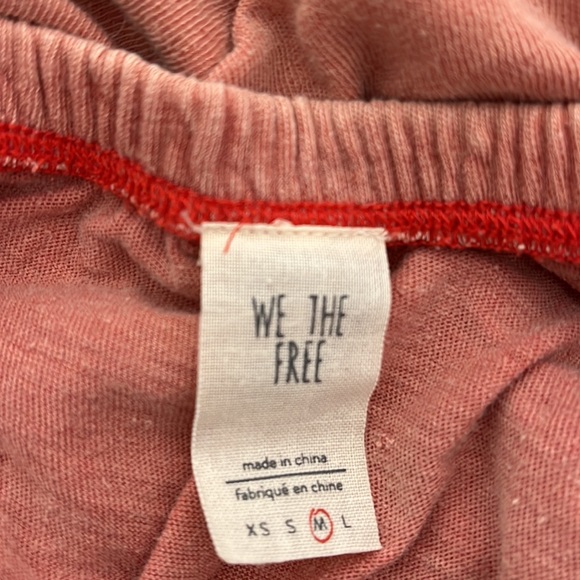 WE THE
FREE
made in china
fabriqué en chine
XS S M L